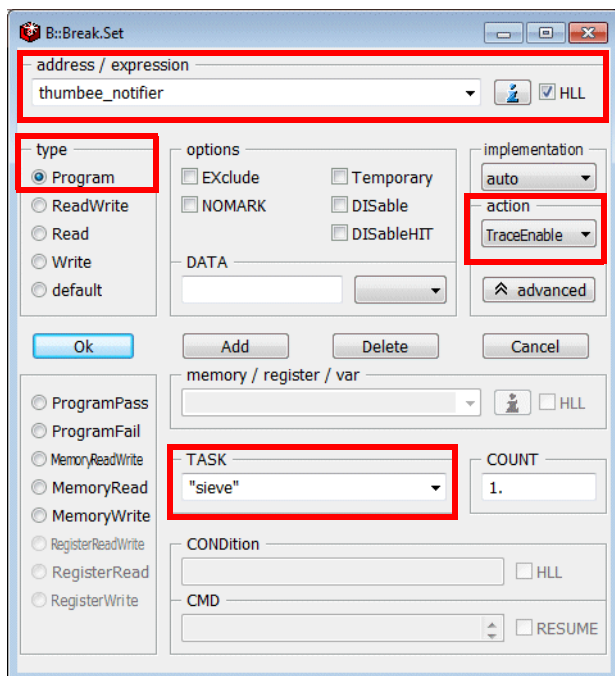 B::Break.Set
address / expression
thumbee_notifier
HLL
type
Program
ReadWrite
Read
Write
default
options
EXclude
Temporary
NOMARK
DISable
DISableHIT
DATA
implementation
auto
action
TraceEnable
advanced
Ok
Add
Delete
Cancel
ProgramPass
ProgramFail
MemoryReadWrite
MemoryRead
MemoryWrite
RegisterReadWrite
RegisterRead
RegisterWrite
memory / register / var
HLL
TASK
"sieve"
COUNT
1.
CONDition
HLL
CMD
RESUME